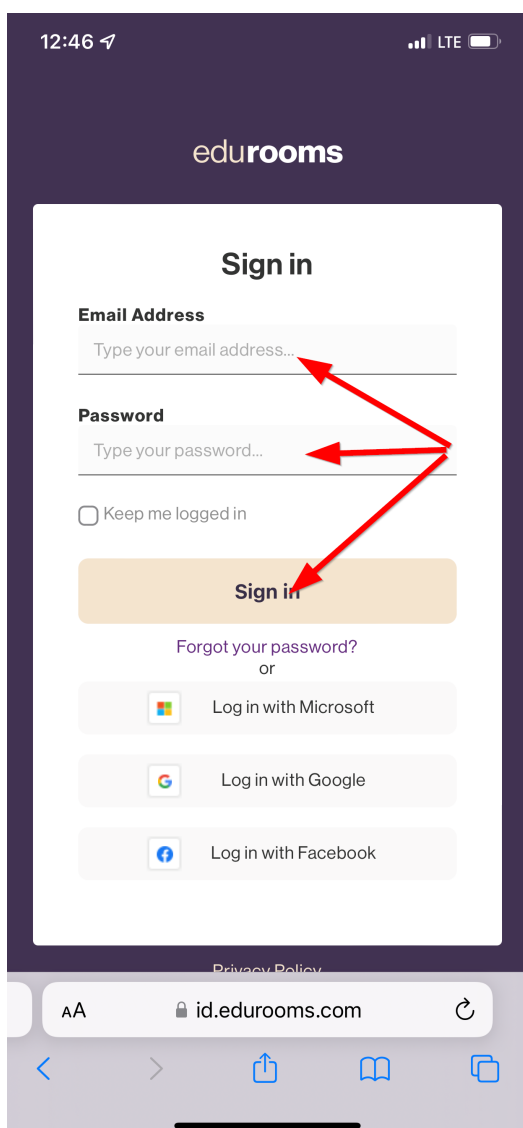 12:46
LTE
edurooms
Sign in
Email Address
Type your email address...
Password
Type your password...
Keep me logged in
Sign in
Forgot your password?
or
Log in with Microsoft
Log in with Google
Log in with Facebook
Privacy Policy
AA id.edurooms.com